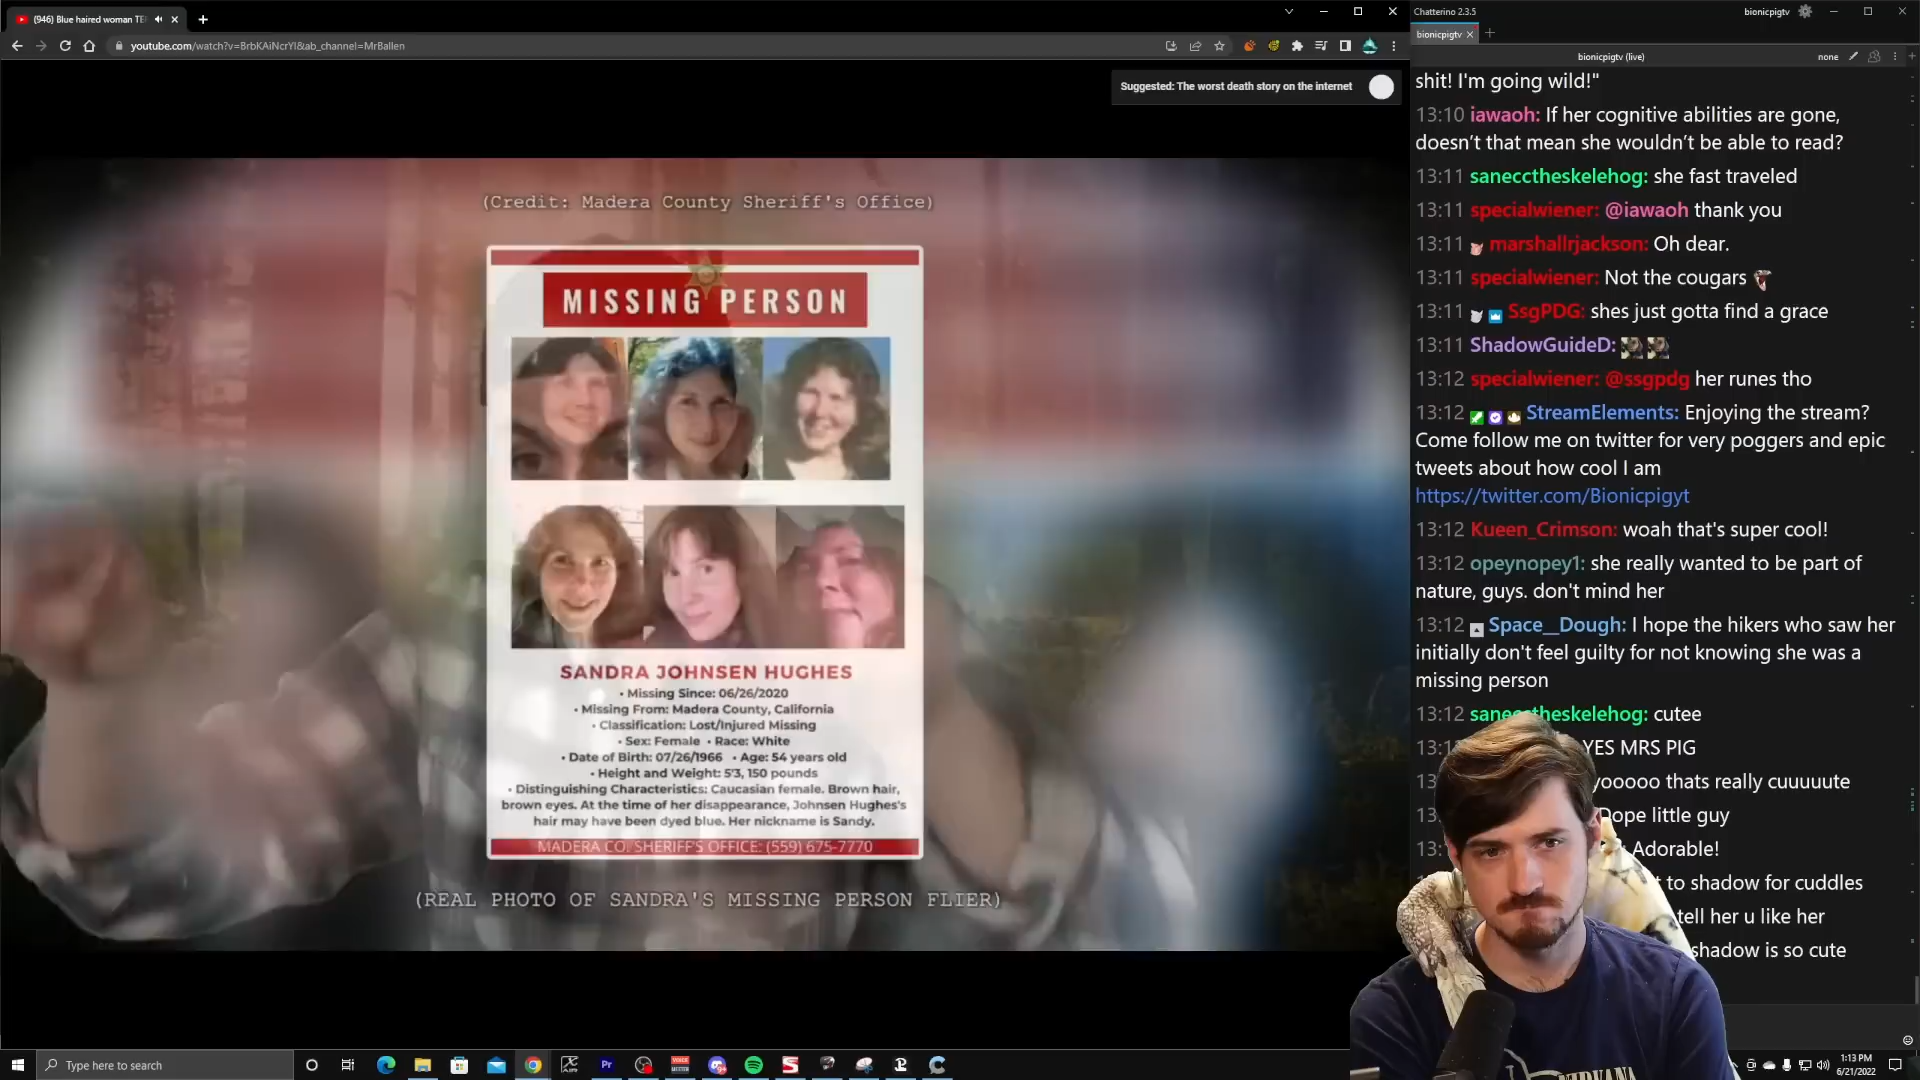 (946) Blue haired woman TE
Chatterino 2.3.5
bionicpigtv
bionicpigtv
youtube.com/watch?v=BrbKAiNcrYI&ab_channel=MrBallen
bionicpigtv (live)
none
Suggested: The worst death story on the internet
(Credit: Madera County Sheriff's Office)
MISSING PERSON
SANDRA JOHNSEN HUGHES
• Missing Since: 06/26/2020
• Missing From: Madera County, California
• Classification: Lost/Injured Missing
• Sex: Female • Race: White
• Date of Birth: 07/26/1966 • Age: 54 years old
• Height and Weight: 5'3, 150 pounds
• Distinguishing Characteristics: Caucasian female. Brown hair,
brown eyes. At the time of her disappearance, Johnsen Hughes's
hair may have been dyed blue. Her nickname is Sandy.
MADERA CO. SHERIFF'S OFFICE: (559) 675-7770
(REAL PHOTO OF SANDRA'S MISSING PERSON FLIER)
shit! I'm going wild!"
13:10 iawaoh: If her cognitive abilities are gone,
doesn't that mean she wouldn't be able to read?
13:11 sanecctheskelehog: she fast traveled
13:11 specialwiener: @iawaoh thank you
13:11 marshallrjackson: Oh dear.
13:11 specialwiener: Not the cougars
13:11 SsgPDG: shes just gotta find a grace
13:11 ShadowGuideD:
13:12 specialwiener: @ssgpdg her runes tho
13:12 StreamElements: Enjoying the stream?
Come follow me on twitter for very poggers and epic
tweets about how cool I am
https://twitter.com/Bionicpigyt
13:12 Kueen_Crimson: woah that's super cool!
13:12 opeynopey1: she really wanted to be part of
nature, guys. don't mind her
13:12 Space__Dough: I hope the hikers who saw her
initially don't feel guilty for not knowing she was a
missing person
13:12 sanecctheskelehog: cutee
YES MRS PIG
yooooo thats really cuuuuute
Dope little guy
Adorable!
to shadow for cuddles
tell her u like her
shadow is so cute
Type here to search
1:13 PM
6/21/2022
NIRVANA